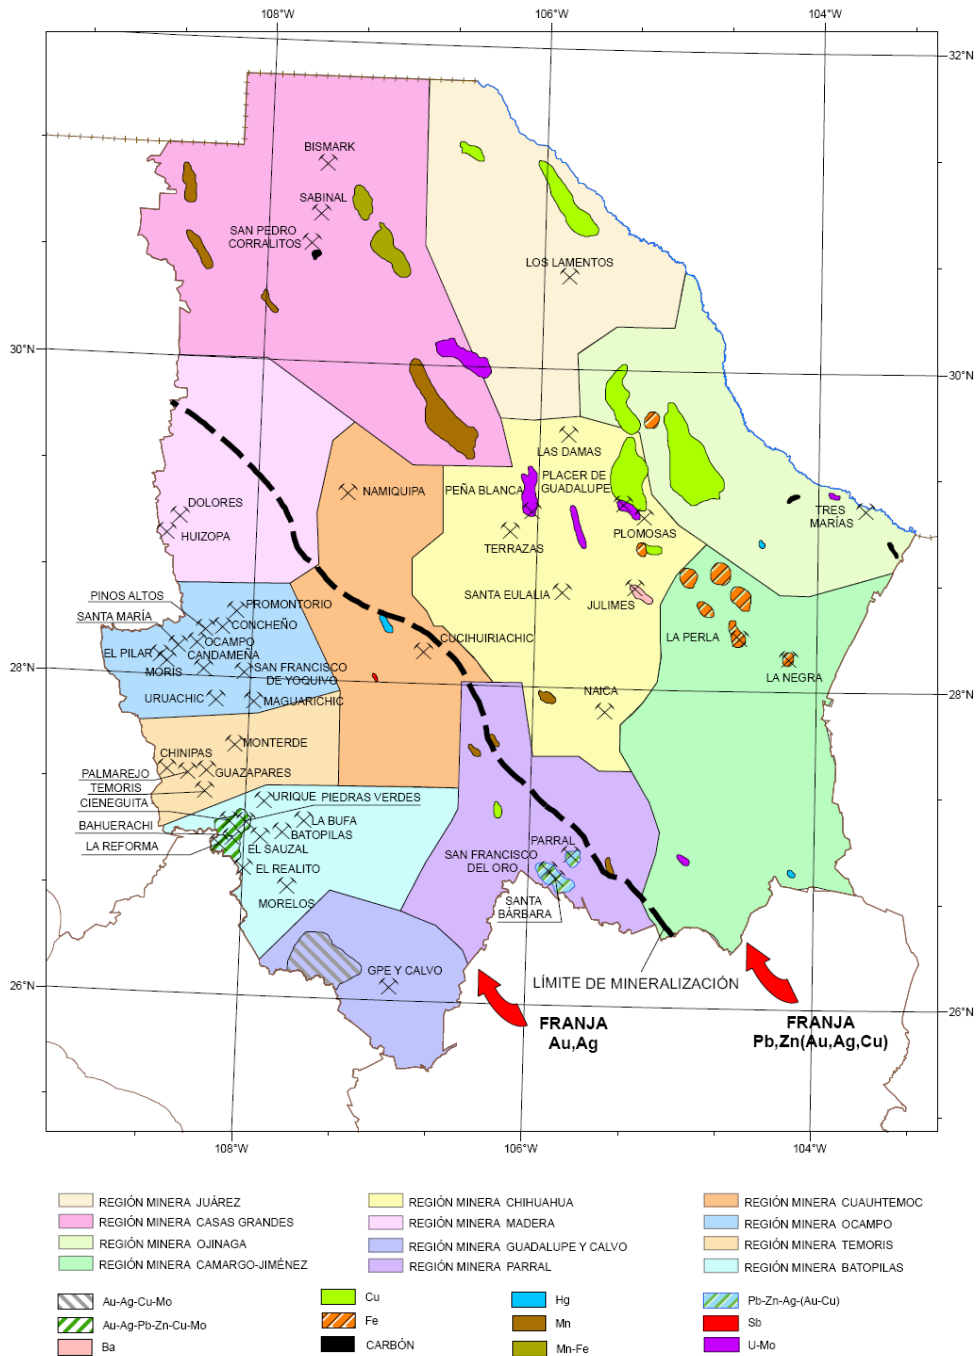 108°W
106°W
104°W
32°N
BISMARK
SABINAL
SAN PEDRO
CORRALITOS
LOS LAMENTOS
30°N
30°N
LAS DAMAS
PLACER DE
GUADALUPE
PEÑA BLANCA
NAMIQUIPA
DOLORES
HUIZOPA
TERRAZAS
PLOMOSAS
TRES
MARÍAS
PINOS ALTOS
SANTA MARÍA
PROMONTORIO
CONCHEÑO
OCAMPO
CANDAMEÑA
EL PILAR
MORIS
SAN FRANCISCO
DE YOQUIVO
URUACHIC
MAGUARICHIC
SANTA EULALIA
JULIMES
CUCIHUIRIACHIC
LA PERLA
LA NEGRA
28°N
28°N
NAICA
CHINIPAS
MONTERDE
PALMAREJO
GUAZAPARES
TEMORIS
CIENEGUITA
URIQUE
PIEDRAS VERDES
BAHUERACHI
LA BUFA
BATOPILAS
LA REFORMA
EL SAUZAL
EL REALITO
MORELOS
PARRAL
SAN FRANCISCO
DEL ORO
SANTA
BÁRBARA
GPE Y CALVO
LÍMITE DE MINERALIZACIÓN
26°N
26°N
FRANJA
Au,Ag
FRANJA
Pb,Zn(Au,Ag,Cu)
108°W
106°W
104°W
REGIÓN MINERA JUÁREZ
REGIÓN MINERA CASAS GRANDES
REGIÓN MINERA OJINAGA
REGIÓN MINERA CAMARGO-JIMÉNEZ
REGIÓN MINERA CHIHUAHUA
REGIÓN MINERA MADERA
REGIÓN MINERA GUADALUPE Y CALVO
REGIÓN MINERA PARRAL
REGIÓN MINERA CUAUHTEMOC
REGIÓN MINERA OCAMPO
REGIÓN MINERA TEMORIS
REGIÓN MINERA BATOPILAS
Au-Ag-Cu-Mo
Au-Ag-Pb-Zn-Cu-Mo
Ba
Cu
Fe
CARBÓN
Hg
Mn
Mn-Fe
Pb-Zn-Ag-(Au-Cu)
Sb
U-Mo